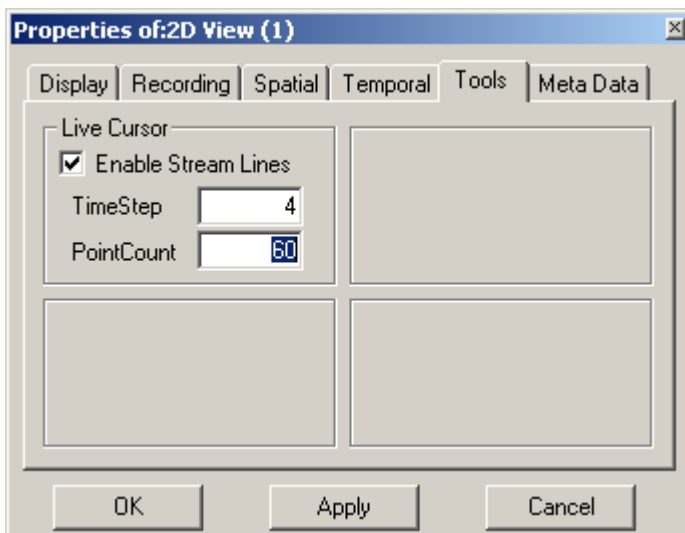 Properties of:2D View (1)
Display Recording Spatial Temporal Tools Meta Data
Live Cursor
Enable Stream Lines
TimeStep 4
PointCount 60
OK Apply Cancel